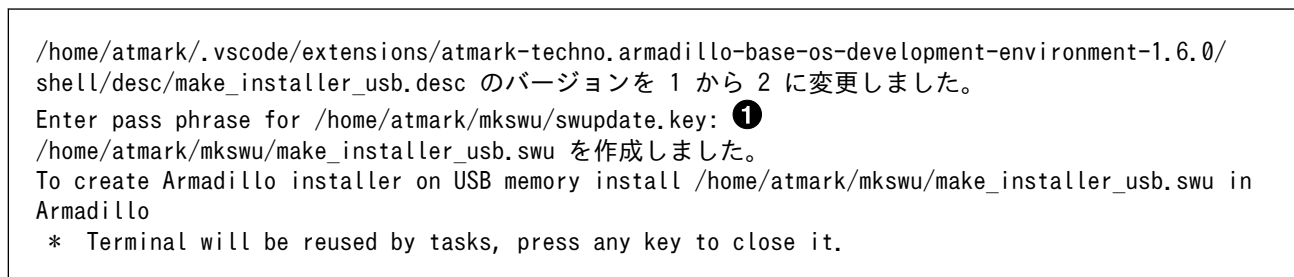 /home/atmark/.vscode/extensions/atmark-techno.armadillo-base-os-development-environment-1.6.0/
shell/desc/make_installer_usb.desc のバージョンを 1 から 2 に変更しました。
Enter pass phrase for /home/atmark/mkswu/swupdate.key: ❶
/home/atmark/mkswu/make_installer_usb.swu を作成しました。
To create Armadillo installer on USB memory install /home/atmark/mkswu/make_installer_usb.swu in
Armadillo
 *  Terminal will be reused by tasks, press any key to close it.